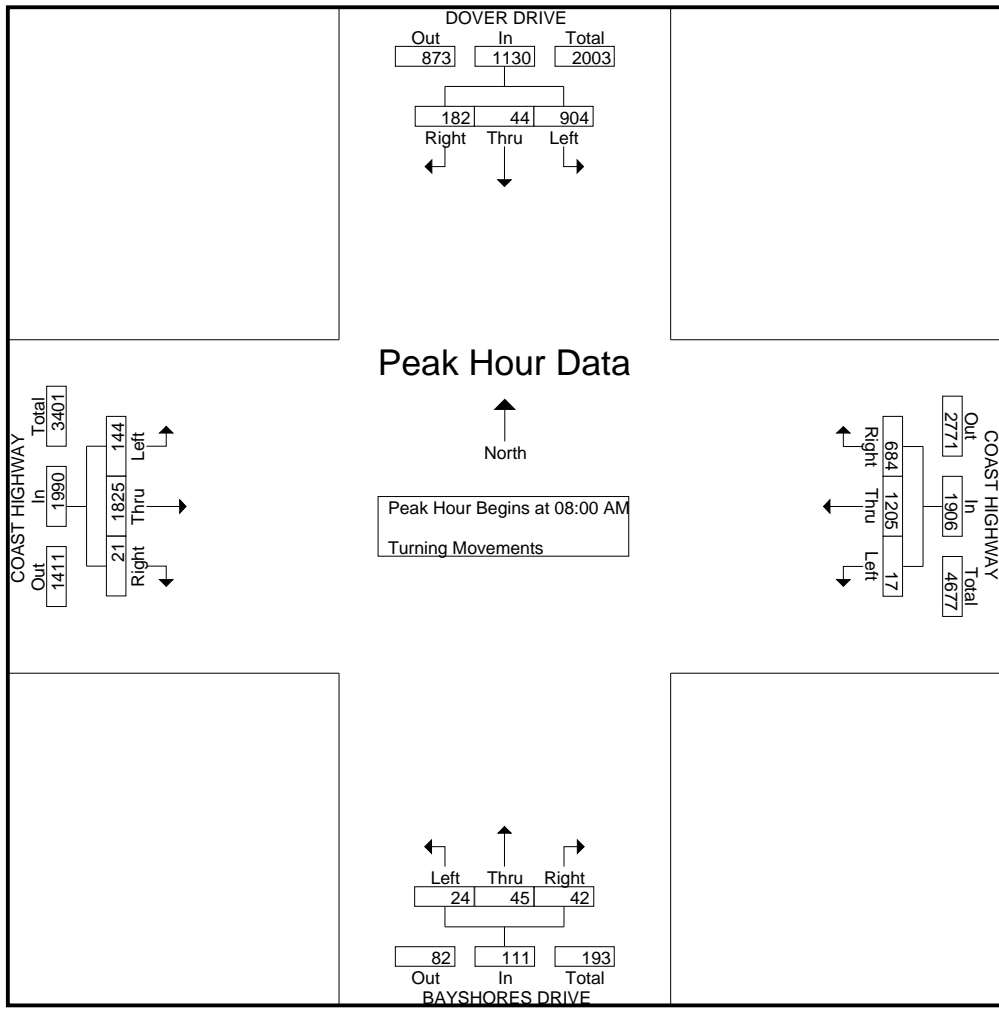 DOVER DRIVE
Out In Total
873 1130 2003
182 44 904
Right Thru Left
Peak Hour Data
North
Peak Hour Begins at 08:00 AM
Turning Movements
COAST HIGHWAY
Total In Out
3401 1990 1411
144 1825 21
Left Thru Right
COAST HIGHWAY
Out In Total
2771 1906 4677
684 1205 17
Right Thru Left
Left Thru Right
24 45 42
82 111 193
Out In Total
BAYSHORES DRIVE